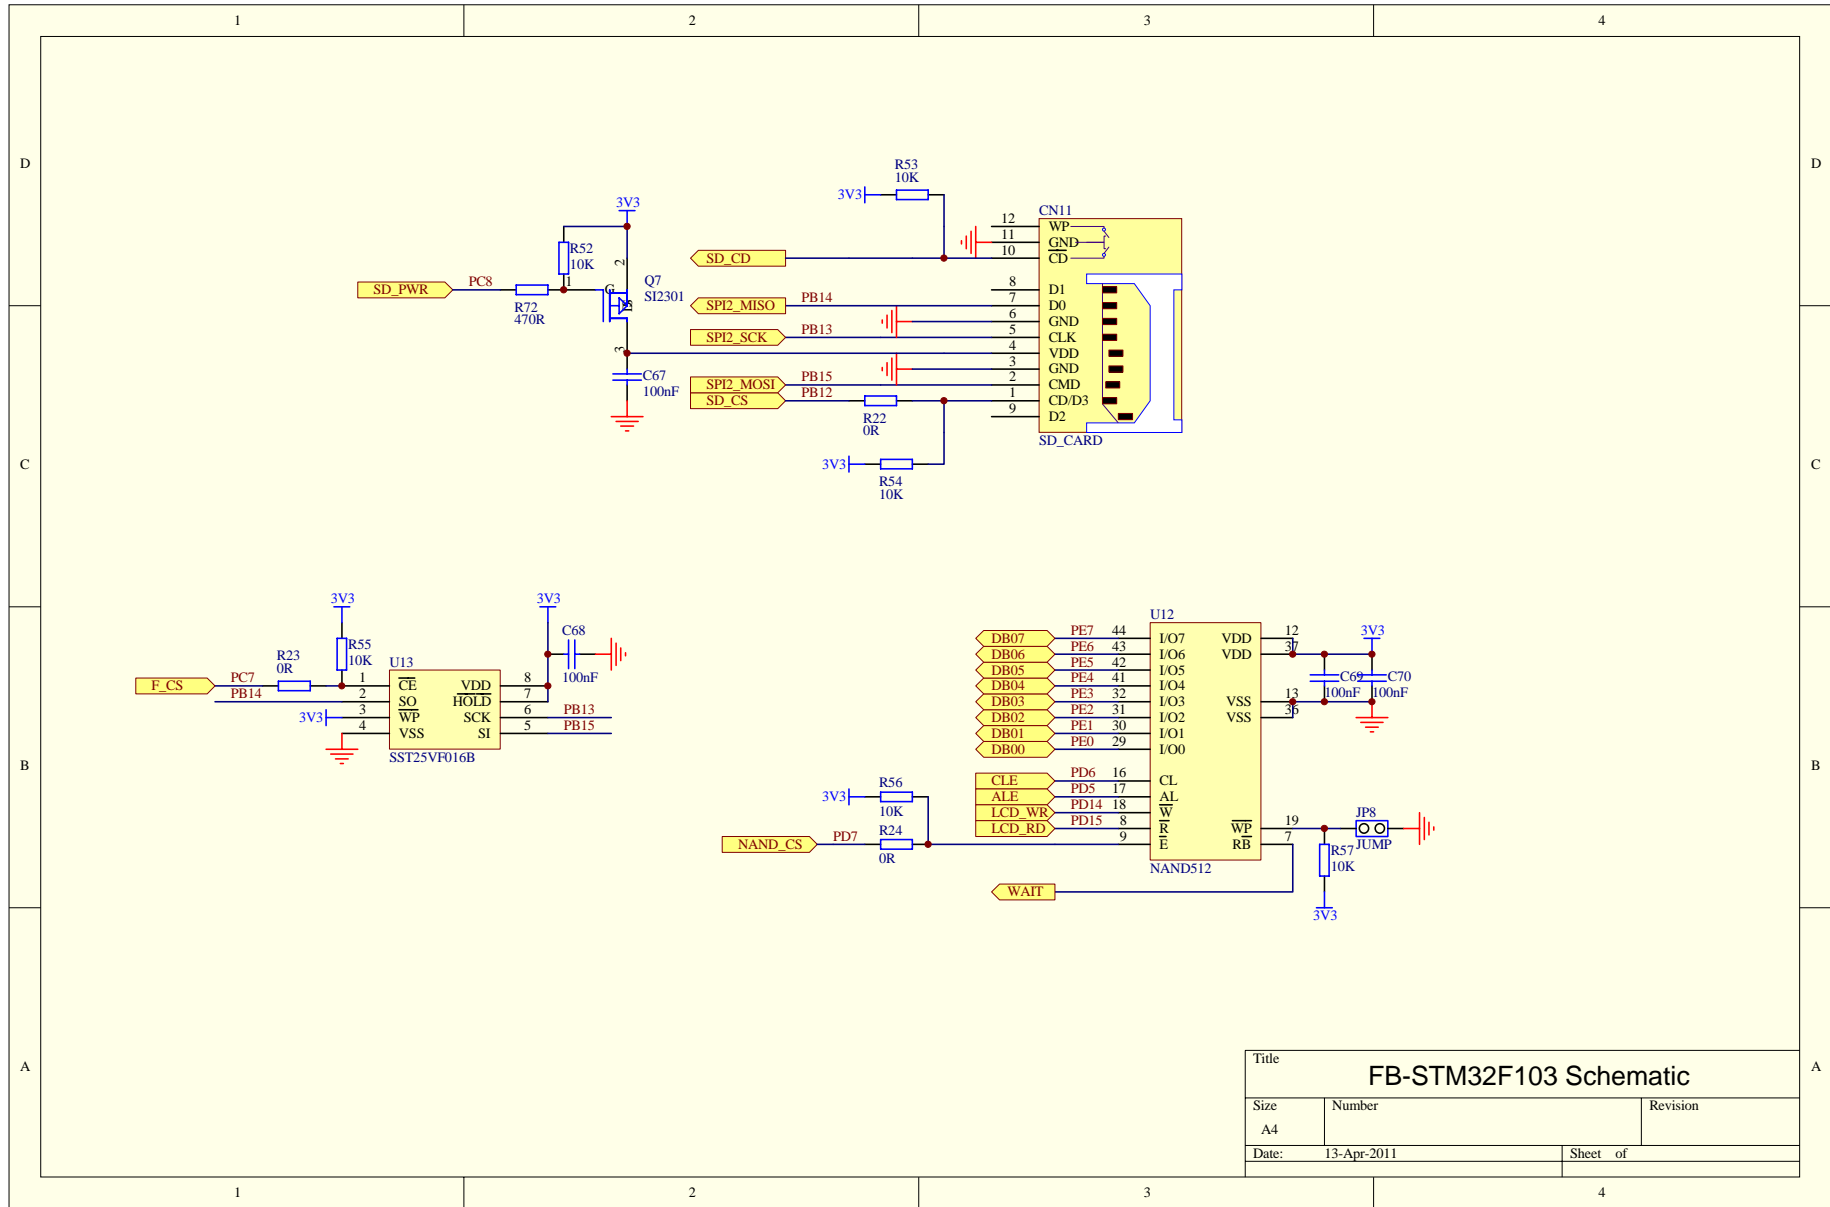 1 2 3 4
D D
C C
B B
A A
R53
10K
3V3
3V3
R52
10K
2
1
G
S
Q7
SI2301
SD_PWR PC8
R72
470R
3
C67
100nF
SD_CD
SPI2_MISO PB14
SPI2_SCK PB13
SPI2_MOSI PB15
SD_CS PB12
R22
0R
3V3
R54
10K
CN11
12 WP
11 GND
10 CD
8 D1
7 D0
6 GND
5 CLK
4 VDD
3 GND
2 CMD
1 CD/D3
9 D2
SD_CARD
3V3
R55
10K
R23
0R
F_CS PC7
PB14
3V3
U13
1 CE VDD 8
2 SO HOLD 7
3 WP SCK 6 PB13
4 VSS SI 5 PB15
SST25VF016B
3V3
C68
100nF
U12
DB07 PE7 44 I/O7 VDD 12
DB06 PE6 43 I/O6 VDD 37
DB05 PE5 42 I/O5
DB04 PE4 41 I/O4
DB03 PE3 32 I/O3 VSS 13
DB02 PE2 31 I/O2 VSS 36
DB01 PE1 30 I/O1
DB00 PE0 29 I/O0
CLE PD6 16 CL
ALE PD5 17 AL
LCD_WR PD14 18 W
LCD_RD PD15 8 R WP 19
9 E RB 7
NAND512
3V3
C69
100nF
C70
100nF
3V3
R56
10K
R24
0R
NAND_CS PD7
WAIT
JP8
JUMP
R57
10K
3V3
Title
FB-STM32F103 Schematic
Size Number Revision
A4
Date: 13-Apr-2011 Sheet of
1 2 3 4